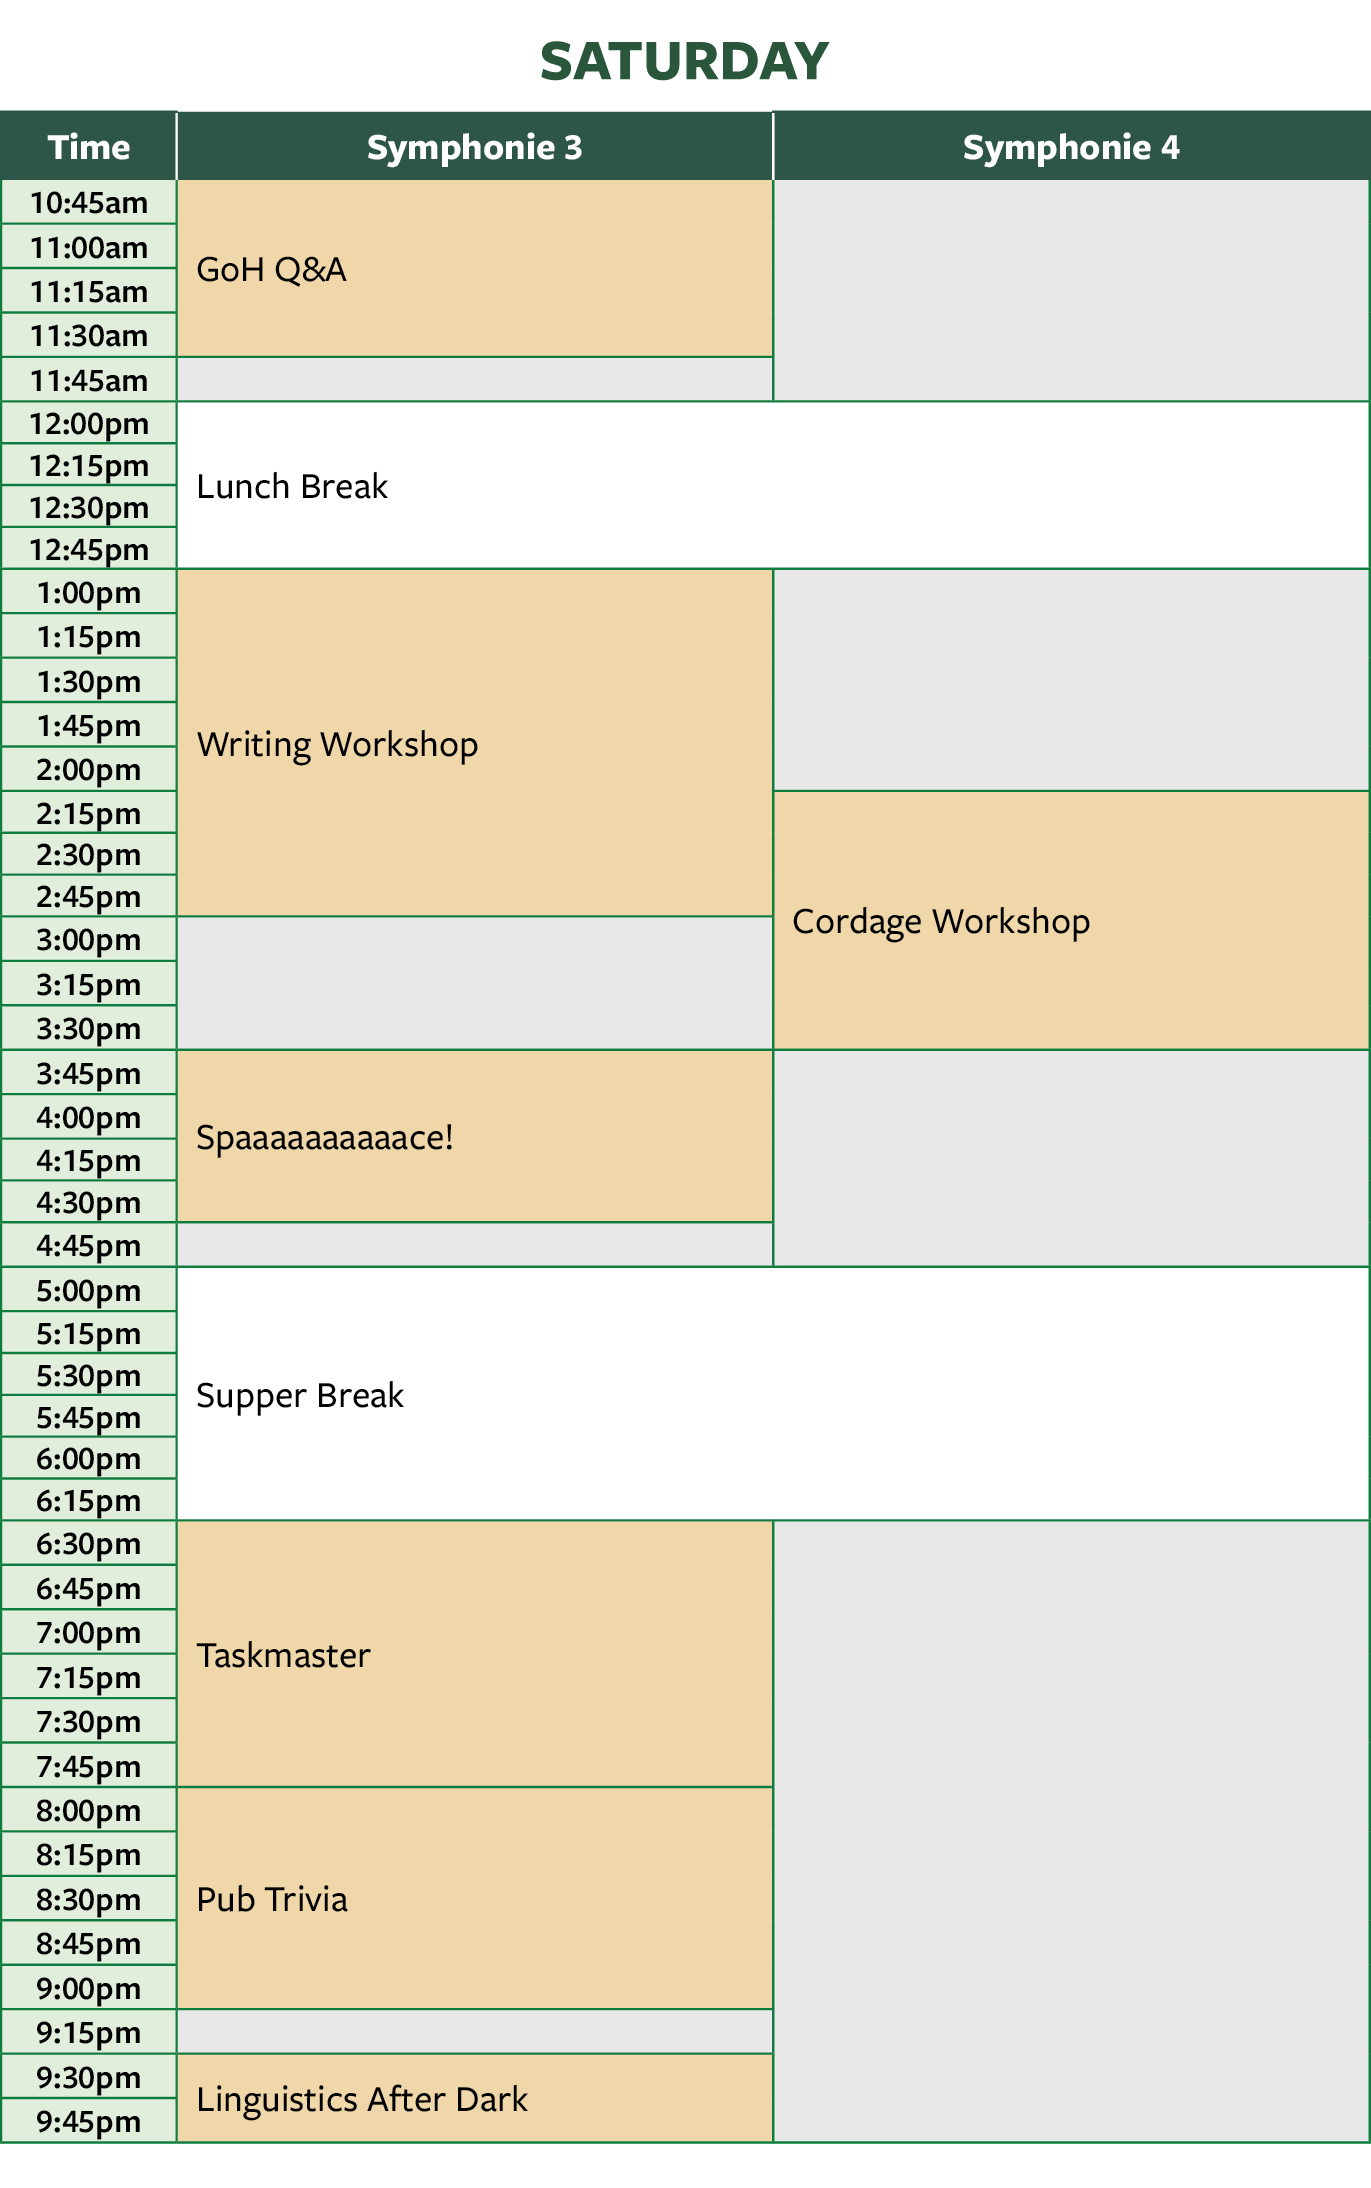 SATURDAY
Time Symphonie 3 Symphonie 4
10:45am
11:00am
GoH Q&A
11:15am
11:30am
11:45am
12:00pm
12:15pm
Lunch Break
12:30pm
12:45pm
1:00pm
1:15pm
1:30pm
1:45pm
Writing Workshop
2:00pm
2:15pm
2:30pm
2:45pm
Cordage Workshop
3:00pm
3:15pm
3:30pm
3:45pm
4:00pm
Spaaaaaaaaaace!
4:15pm
4:30pm
4:45pm
5:00pm
5:15pm
5:30pm
Supper Break
5:45pm
6:00pm
6:15pm
6:30pm
6:45pm
7:00pm
Taskmaster
7:15pm
7:30pm
7:45pm
8:00pm
8:15pm
8:30pm
Pub Trivia
8:45pm
9:00pm
9:15pm
9:30pm
Linguistics After Dark
9:45pm